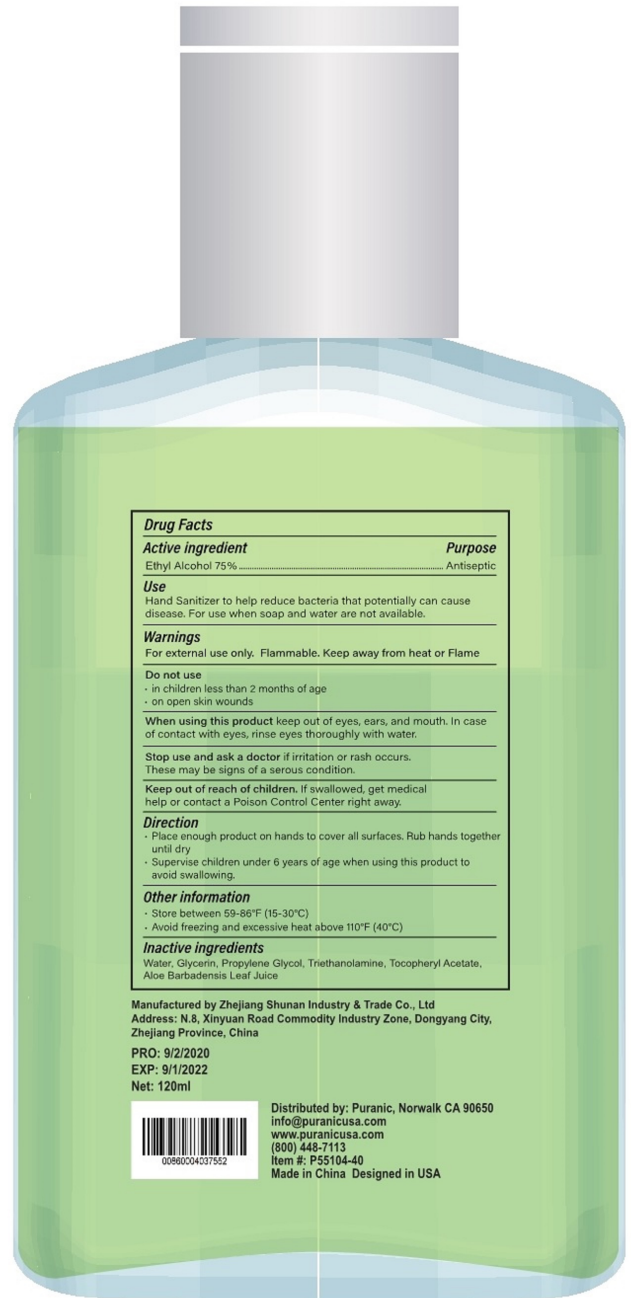 Drug Facts
Active ingredient Purpose
Ethyl Alcohol 75% ........ Antiseptic
Use
Hand Sanitizer to help reduce bacteria that potentially can cause
disease. For use when soap and water are not available.
Warnings
For external use only. Flammable. Keep away from heat or Flame
Do not use
· in children less than 2 months of age
· on open skin wounds
When using this product keep out of eyes, ears, and mouth. In case
of contact with eyes, rinse eyes thoroughly with water.
Stop use and ask a doctor if irritation or rash occurs.
These may be signs of a serous condition.
Keep out of reach of children. If swallowed, get medical
help or contact a Poison Control Center right away.
Direction
· Place enough product on hands to cover all surfaces. Rub hands together
until dry
· Supervise children under 6 years of age when using this product to
avoid swallowing.
Other information
· Store between 59-86°F (15-30°C)
· Avoid freezing and excessive heat above 110°F (40°C)
Inactive ingredients
Water, Glycerin, Propylene Glycol, Triethanolamine, Tocopheryl Acetate,
Aloe Barbadensis Leaf Juice
Manufactured by Zhejiang Shunan Industry & Trade Co., Ltd
Address: N.8, Xinyuan Road Commodity Industry Zone, Dongyang City,
Zhejiang Province, China
PRO: 9/2/2020
EXP: 9/1/2022
Net: 120ml
00860004037552
Distributed by: Puranic, Norwalk CA 90650
info@puranicusa.com
www.puranicusa.com
(800) 448-7113
Item #: P55104-40
Made in China Designed in USA